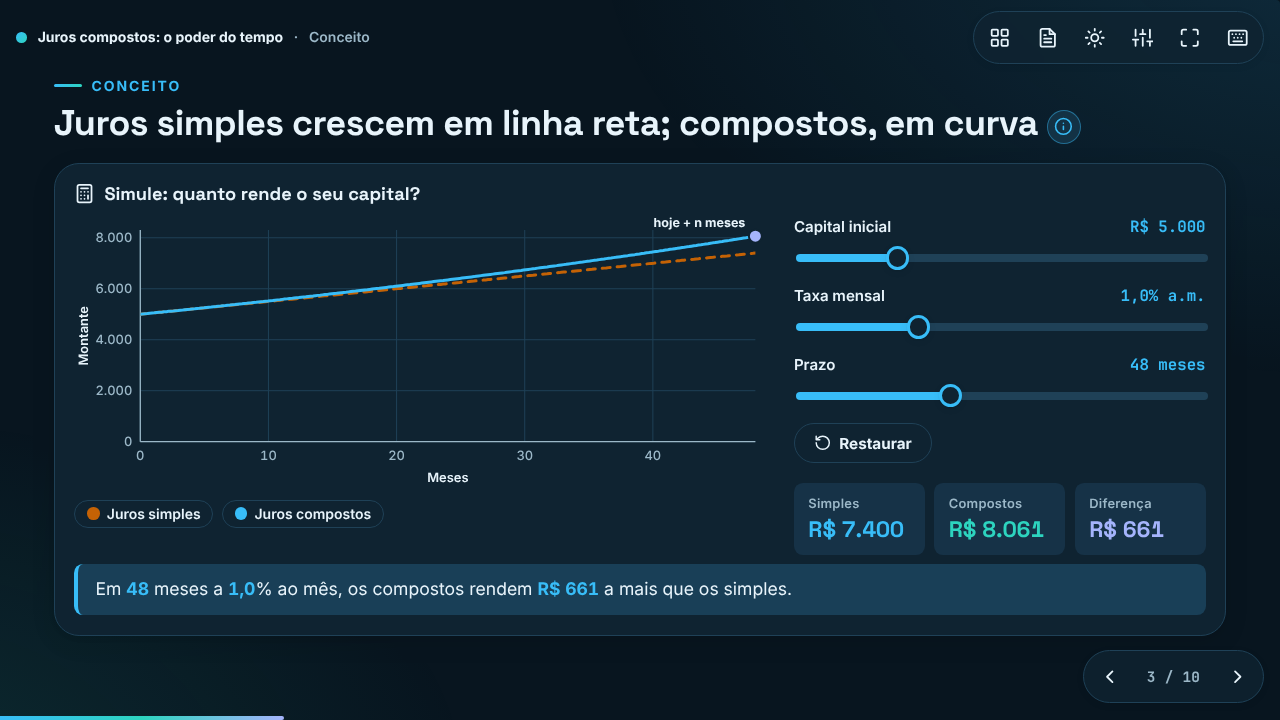 Juros compostos: o poder do tempo · Conceito
CONCEITO
Juros simples crescem em linha reta; compostos, em curva
Simule: quanto rende o seu capital?
hoje + n meses
8.000
6.000
4.000
2.000
0
Montante
0 10 20 30 40
Meses
Juros simples Juros compostos
Capital inicial R$ 5.000
Taxa mensal 1,0% a.m.
Prazo 48 meses
Restaurar
Simples Compostos Diferença
R$ 7.400 R$ 8.061 R$ 661
Em 48 meses a 1,0% ao mês, os compostos rendem R$ 661 a mais que os simples.
3 / 10